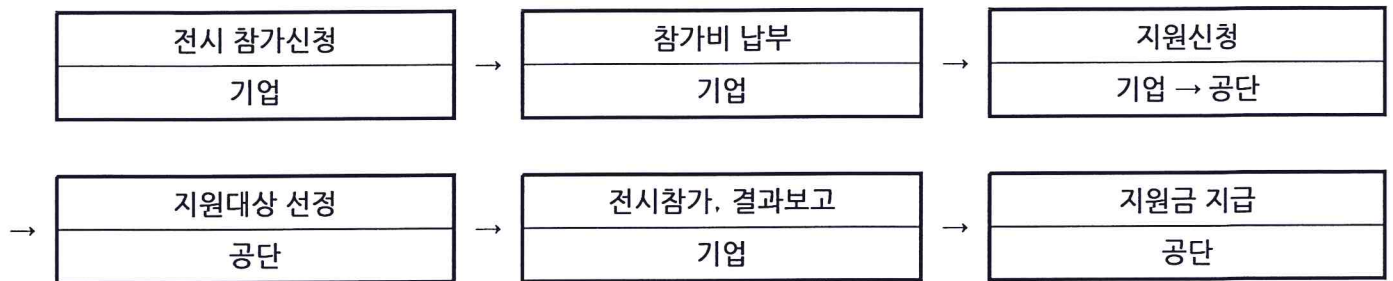 전시 참가신청 → 참가비 납부 → 지원신청
기업 기업 기업 → 공단
→ 지원대상 선정 → 전시참가, 결과보고 → 지원금 지급
공단 기업 공단